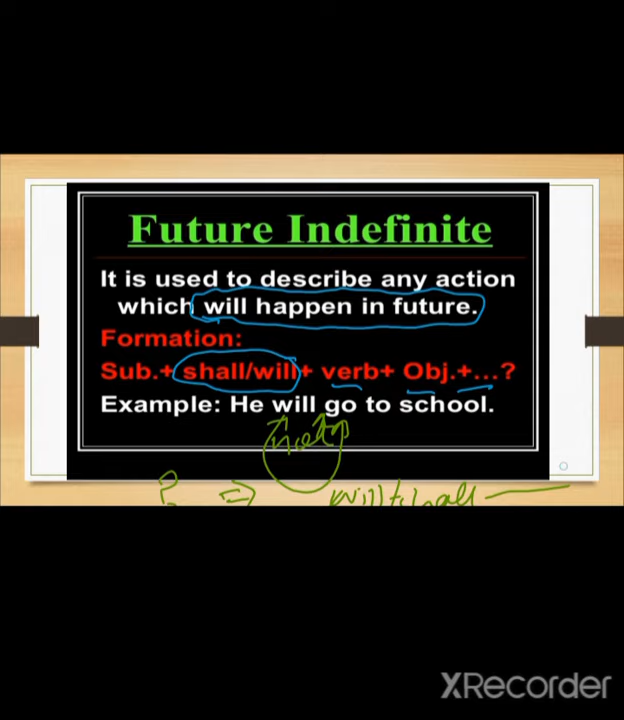 Future Indefinite
It is used to describe any action
which will happen in future.
Formation:
Sub.+ shall/will+ verb+ Obj.+...?
Example: He will go to school.
? ⇒ will/shall
XRecorder